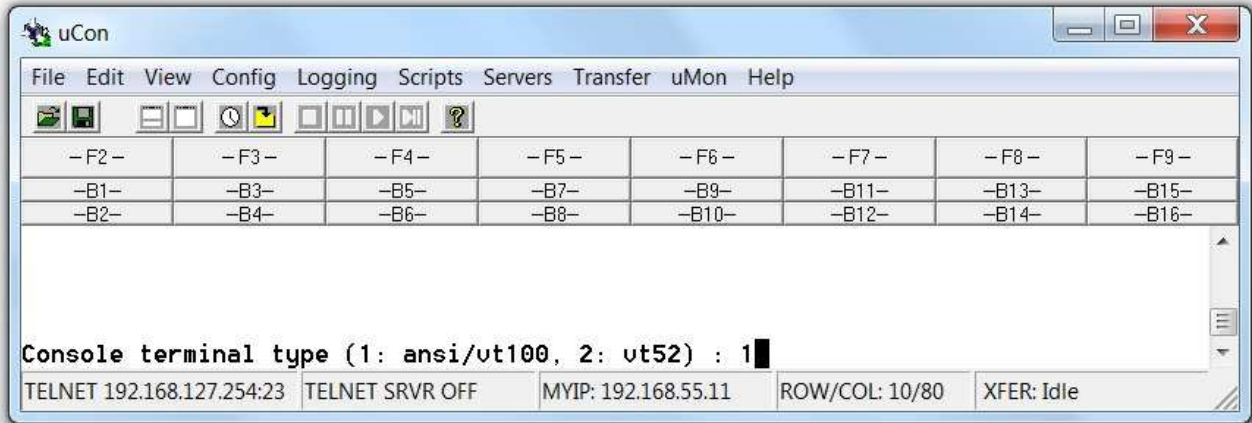 uCon
File Edit View Config Logging Scripts Servers Transfer uMon Help
–F2– –F3– –F4– –F5– –F6– –F7– –F8– –F9–
–B1– –B3– –B5– –B7– –B9– –B11– –B13– –B15–
–B2– –B4– –B6– –B8– –B10– –B12– –B14– –B16–
Console terminal type (1: ansi/vt100, 2: vt52) : 1
TELNET 192.168.127.254:23 TELNET SRVR OFF MYIP: 192.168.55.11 ROW/COL: 10/80 XFER: Idle